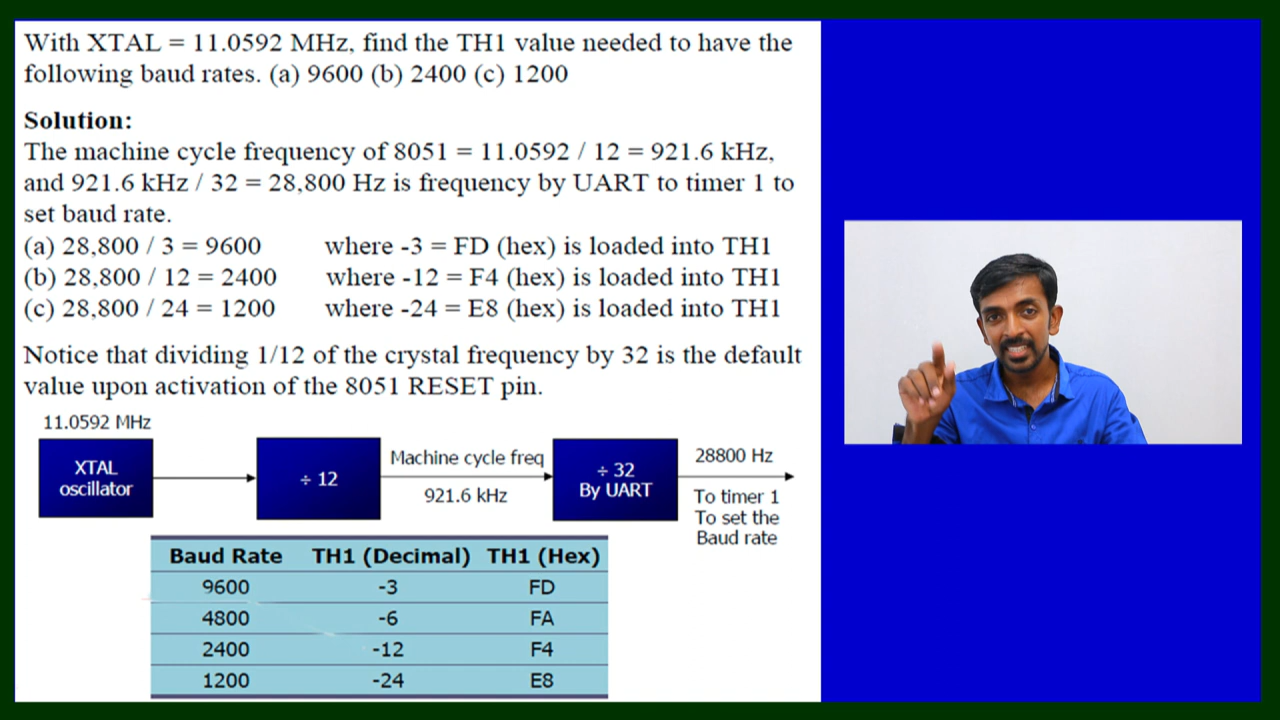 With XTAL = 11.0592 MHz, find the TH1 value needed to have the
following baud rates. (a) 9600 (b) 2400 (c) 1200
Solution:
The machine cycle frequency of 8051 = 11.0592 / 12 = 921.6 kHz,
and 921.6 kHz / 32 = 28,800 Hz is frequency by UART to timer 1 to
set baud rate.
(a) 28,800 / 3 = 9600 where -3 = FD (hex) is loaded into TH1
(b) 28,800 / 12 = 2400 where -12 = F4 (hex) is loaded into TH1
(c) 28,800 / 24 = 1200 where -24 = E8 (hex) is loaded into TH1
Notice that dividing 1/12 of the crystal frequency by 32 is the default
value upon activation of the 8051 RESET pin.
11.0592 MHz
XTAL
oscillator
÷ 12
Machine cycle freq
921.6 kHz
÷ 32
By UART
28800 Hz
To timer 1
To set the
Baud rate
Baud Rate TH1 (Decimal) TH1 (Hex)
9600 -3 FD
4800 -6 FA
2400 -12 F4
1200 -24 E8